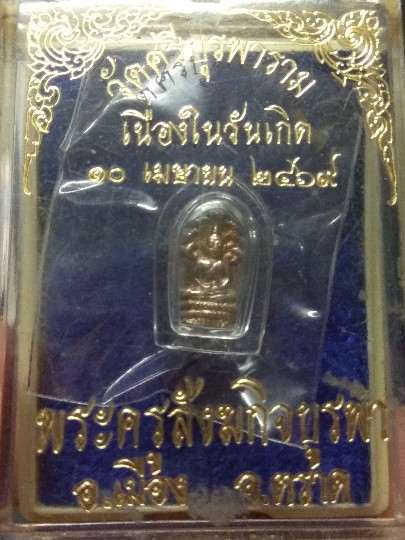 วัดศรีบูรพาราม
เนื่องในวันเกิด
๑๐ เมษายน ๒๕๖๙
พระครูสังฆกิจบูรพา
อ.เมือง จ.ตราด